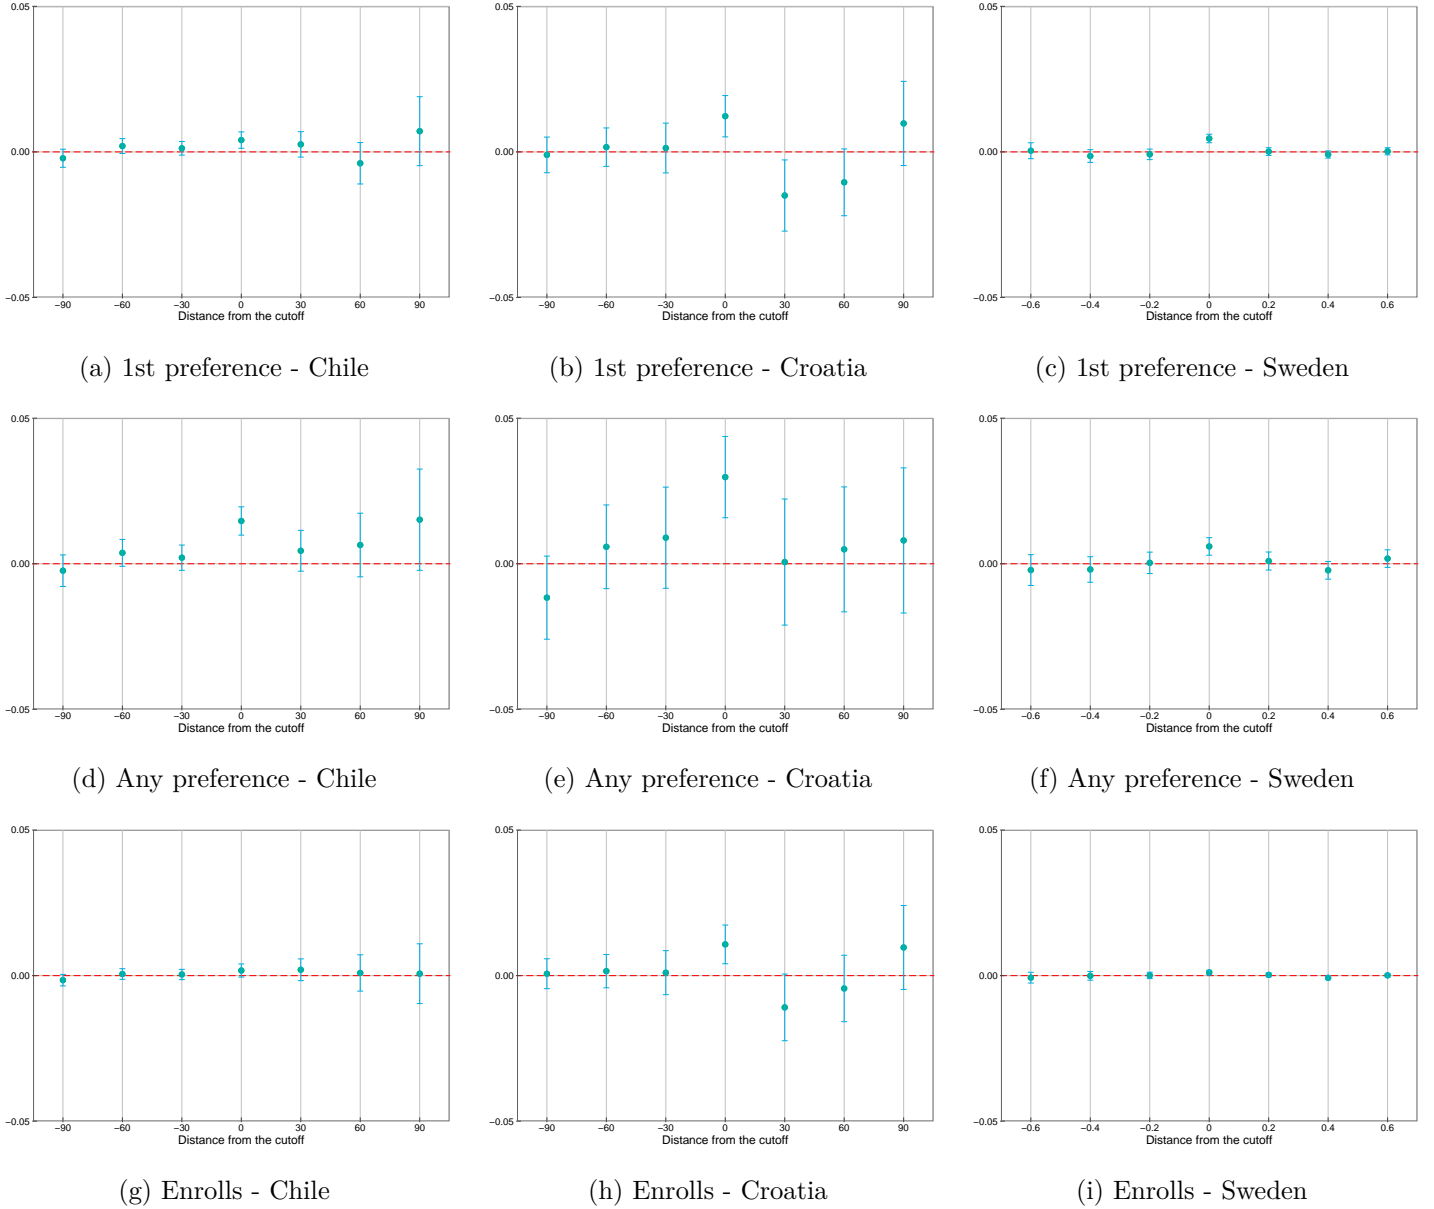 0.05 0.05 0.05
0.00 0.00 0.00
−0.05 −0.05 −0.05
−90 −60 −30 0 30 60 90 −90 −60 −30 0 30 60 90 −0.6 −0.4 −0.2 0 0.2 0.4 0.6
Distance from the cutoff Distance from the cutoff Distance from the cutoff
(a) 1st preference - Chile (b) 1st preference - Croatia (c) 1st preference - Sweden
0.05 0.05 0.05
0.00 0.00 0.00
−0.05 −0.05 −0.05
−90 −60 −30 0 30 60 90 −90 −60 −30 0 30 60 90 −0.6 −0.4 −0.2 0 0.2 0.4 0.6
Distance from the cutoff Distance from the cutoff Distance from the cutoff
(d) Any preference - Chile (e) Any preference - Croatia (f) Any preference - Sweden
0.05 0.05 0.05
0.00 0.00 0.00
−0.05 −0.05 −0.05
−90 −60 −30 0 30 60 90 −90 −60 −30 0 30 60 90 −0.6 −0.4 −0.2 0 0.2 0.4 0.6
Distance from the cutoff Distance from the cutoff Distance from the cutoff
(g) Enrolls - Chile (h) Enrolls - Croatia (i) Enrolls - Sweden